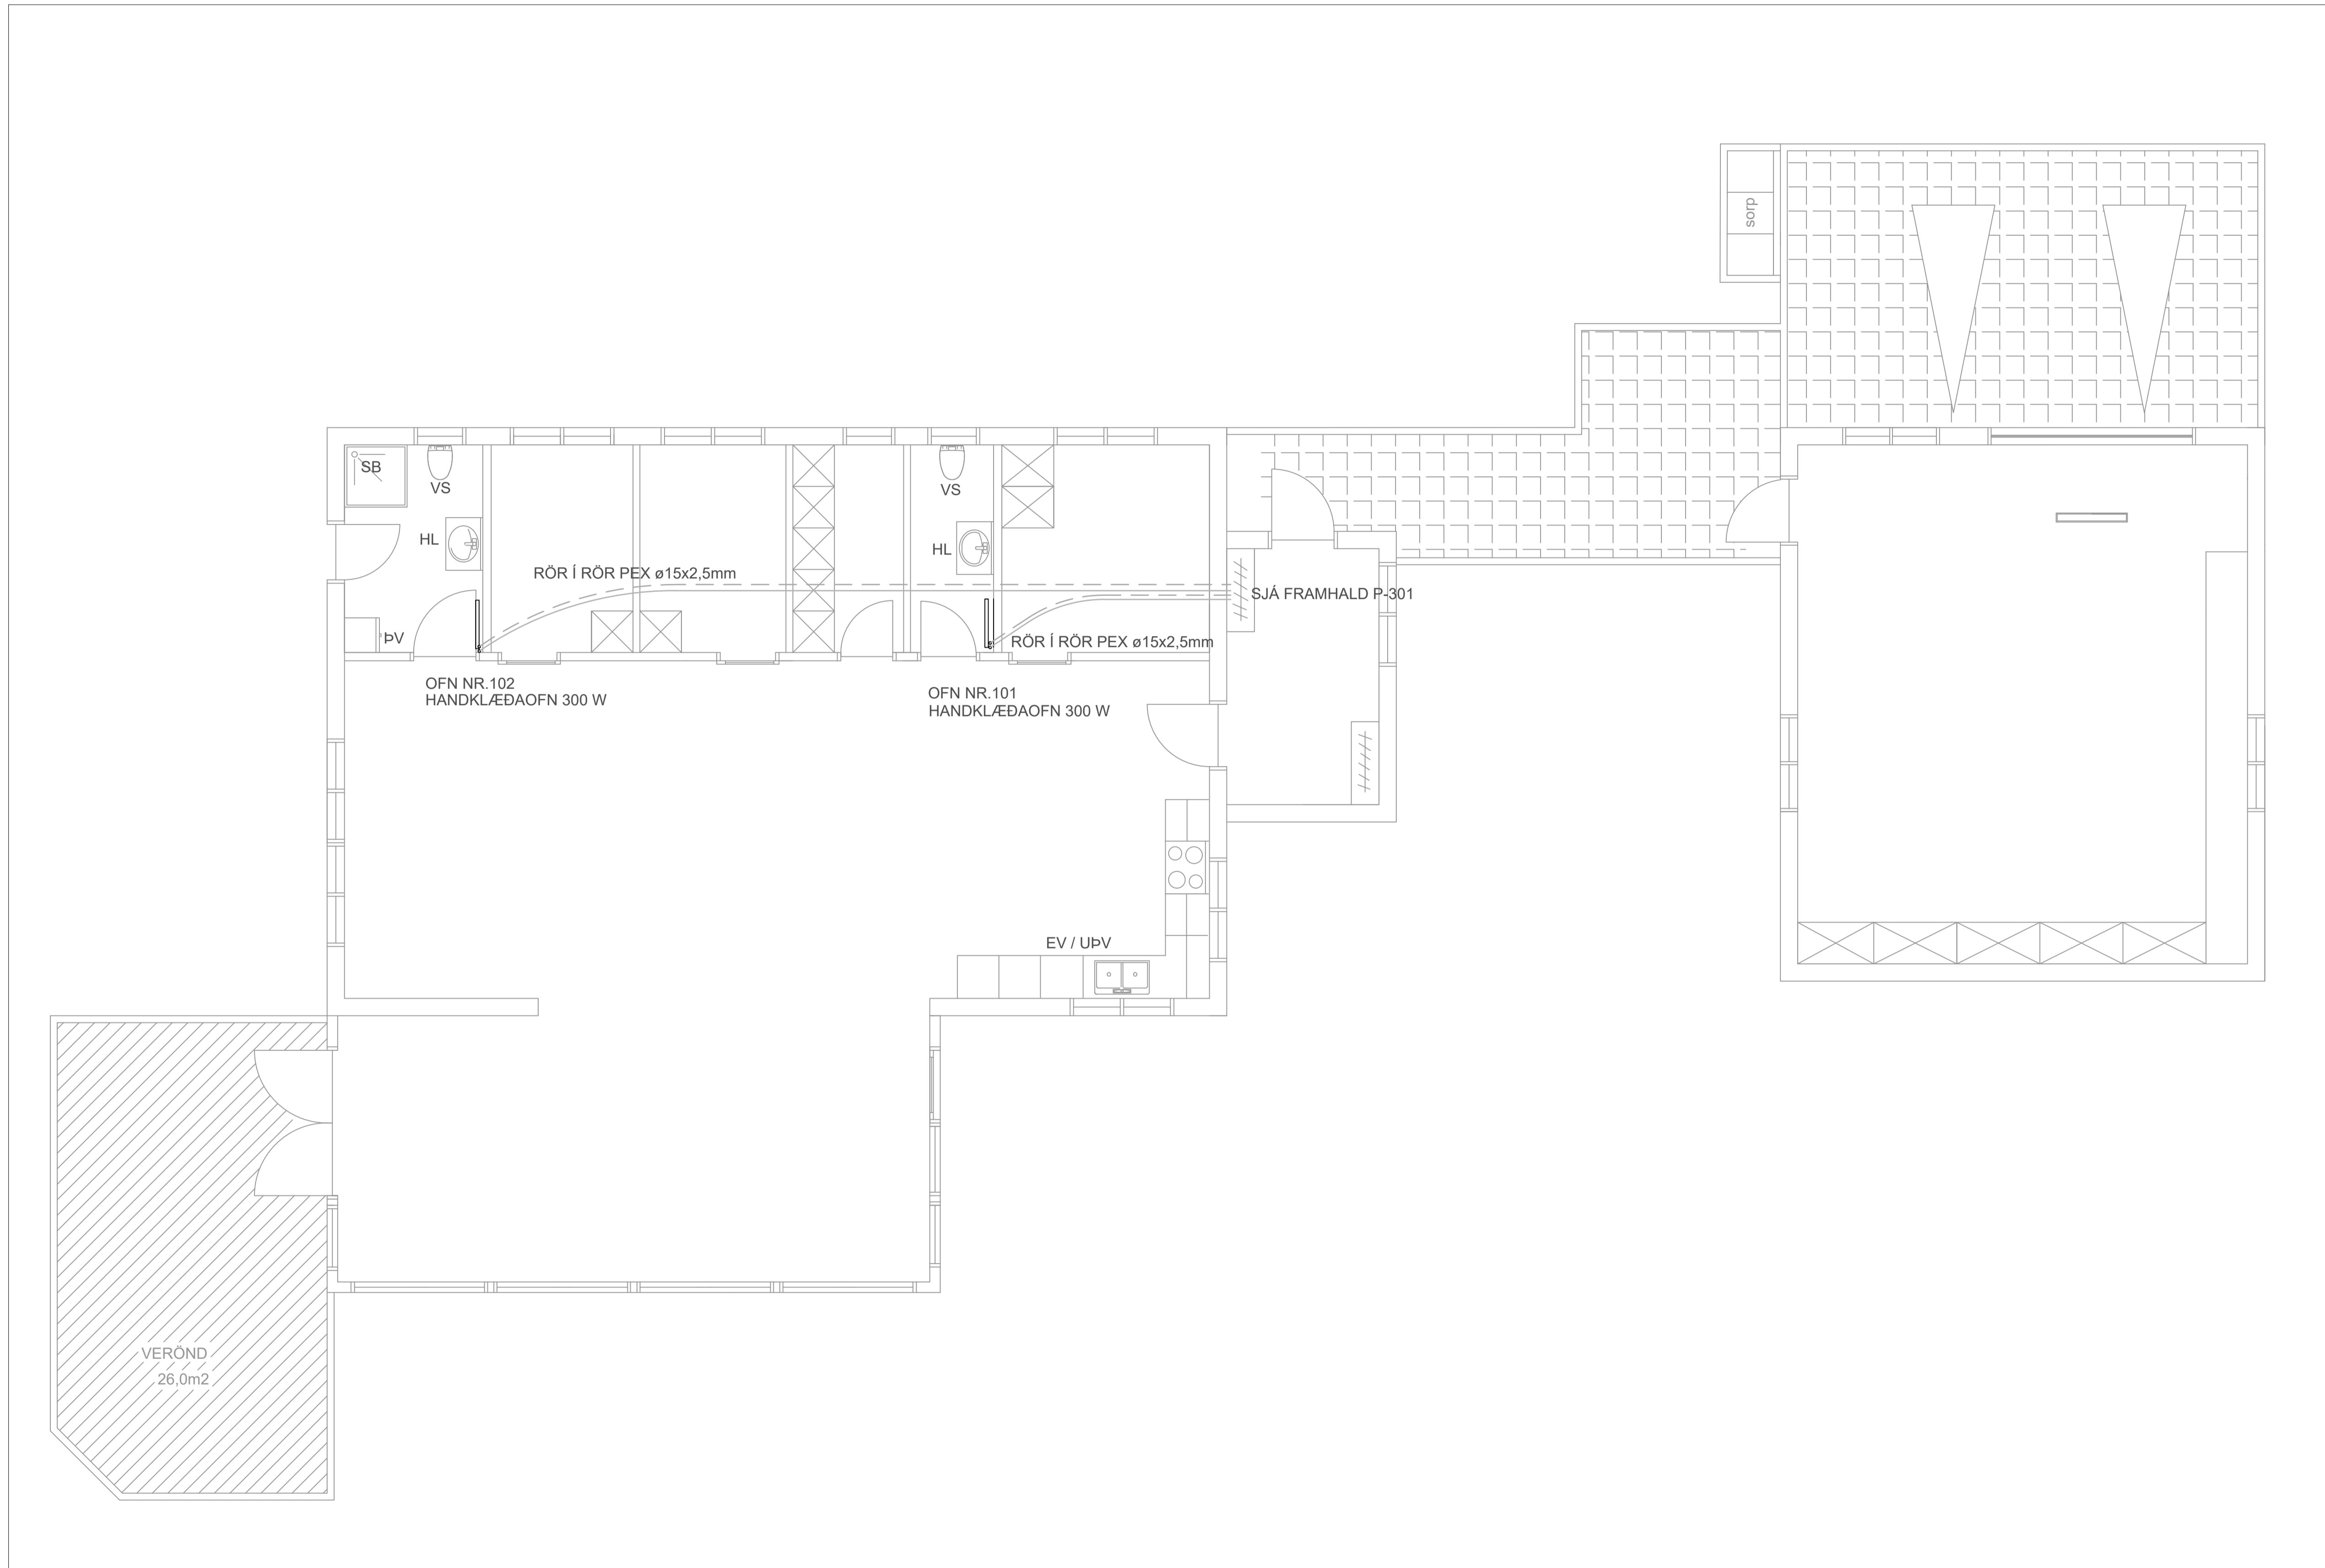 sorp
SB
VS
VS
HL
HL
RÖR Í RÖR PEX ø15x2,5mm
SJÁ FRAMHALD P-301
ÞV
RÖR Í RÖR PEX ø15x2,5mm
OFN NR.102
HANDKLÆÐAOFN 300 W
OFN NR.101
HANDKLÆÐAOFN 300 W
EV / UÞV
VERÖND
26,0m2